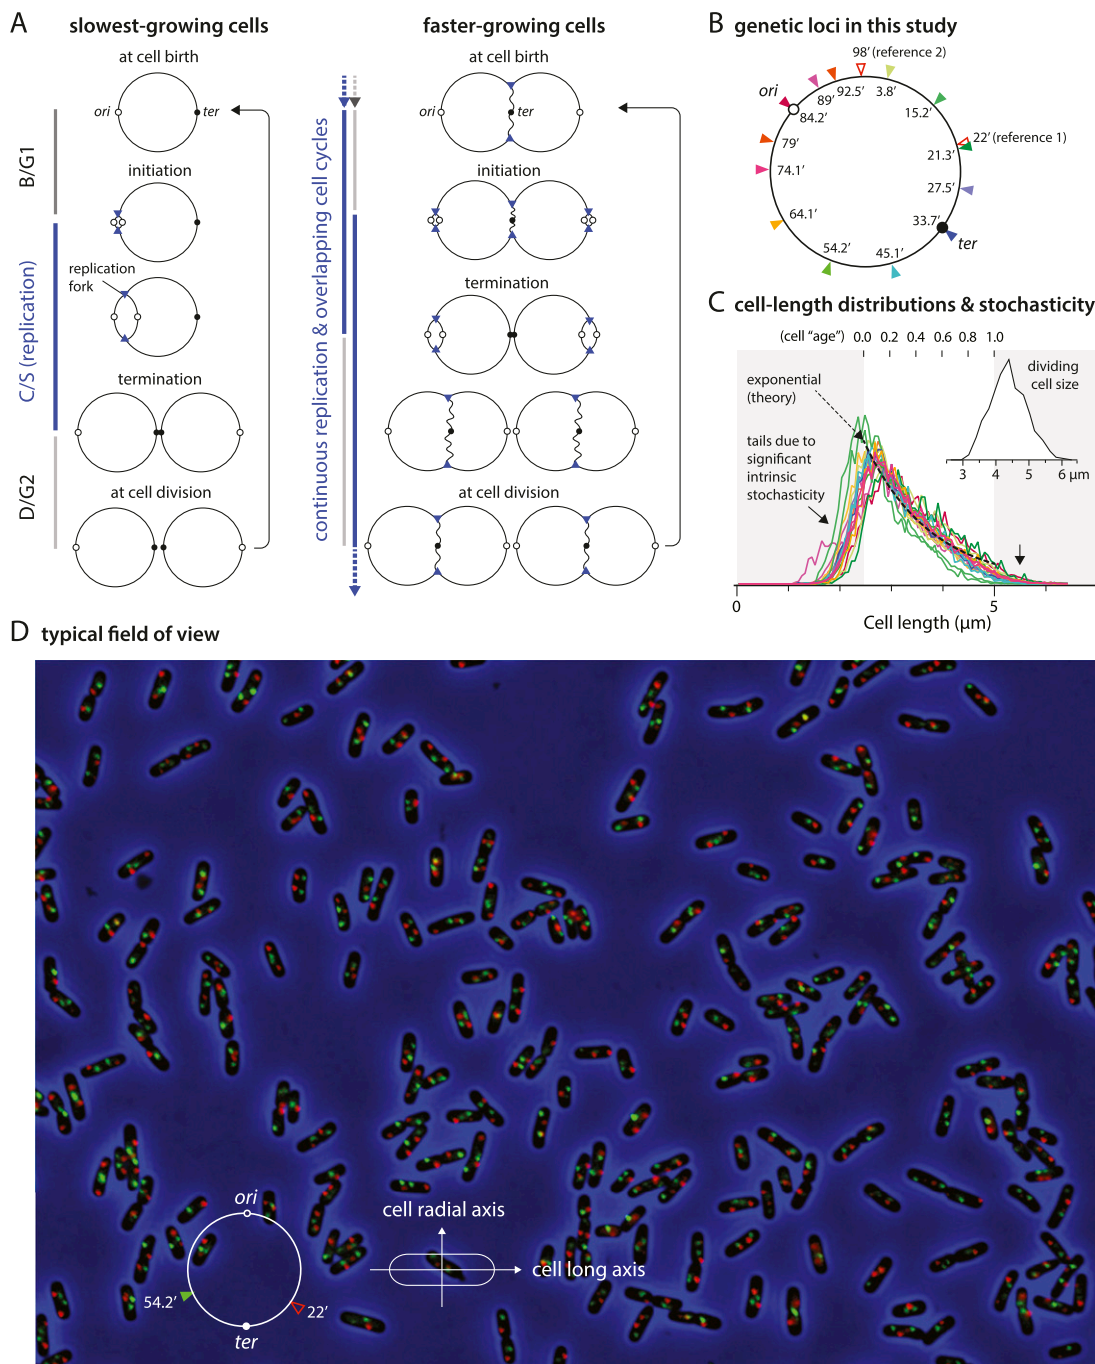 A slowest-growing cells
faster-growing cells
at cell birth
ori
ter
B/G1
initiation
C/S (replication)
replication
fork
termination
D/G2
at cell division
continuous replication & overlapping cell cycles
at cell birth
ori
ter
initiation
termination
at cell division
B genetic loci in this study
98′ (reference 2)
3.8′
15.2′
22′ (reference 1)
21.3′
27.5′
33.7′
ter
45.1′
54.2′
64.1′
74.1′
79′
ori
84.2′
89′
92.5′
C cell-length distributions & stochasticity
(cell “age”) 0.0 0.2 0.4 0.6 0.8 1.0
exponential
(theory)
tails due to
significant
intrinsic
stochasticity
dividing
cell size
3 4 5 6 μm
0 5
Cell length (μm)
D typical field of view
ori
54.2′
22′
ter
cell radial axis
cell long axis